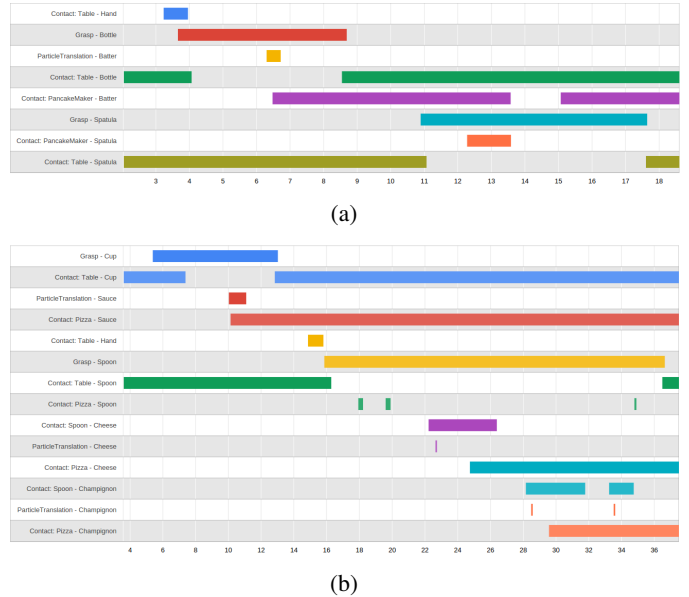 Contact: Table - Hand
Grasp - Bottle
ParticleTranslation - Batter
Contact: Table - Bottle
Contact: PancakeMaker - Batter
Grasp - Spatula
Contact: PancakeMaker - Spatula
Contact: Table - Spatula
3 4 5 6 7 8 9 10 11 12 13 14 15 16 17 18
(a)
Grasp - Cup
Contact: Table - Cup
ParticleTranslation - Sauce
Contact: Pizza - Sauce
Contact: Table - Hand
Grasp - Spoon
Contact: Table - Spoon
Contact: Pizza - Spoon
Contact: Spoon - Cheese
ParticleTranslation - Cheese
Contact: Pizza - Cheese
Contact: Spoon - Champignon
ParticleTranslation - Champignon
Contact: Pizza - Champignon
4 6 8 10 12 14 16 18 20 22 24 26 28 30 32 34 36
(b)